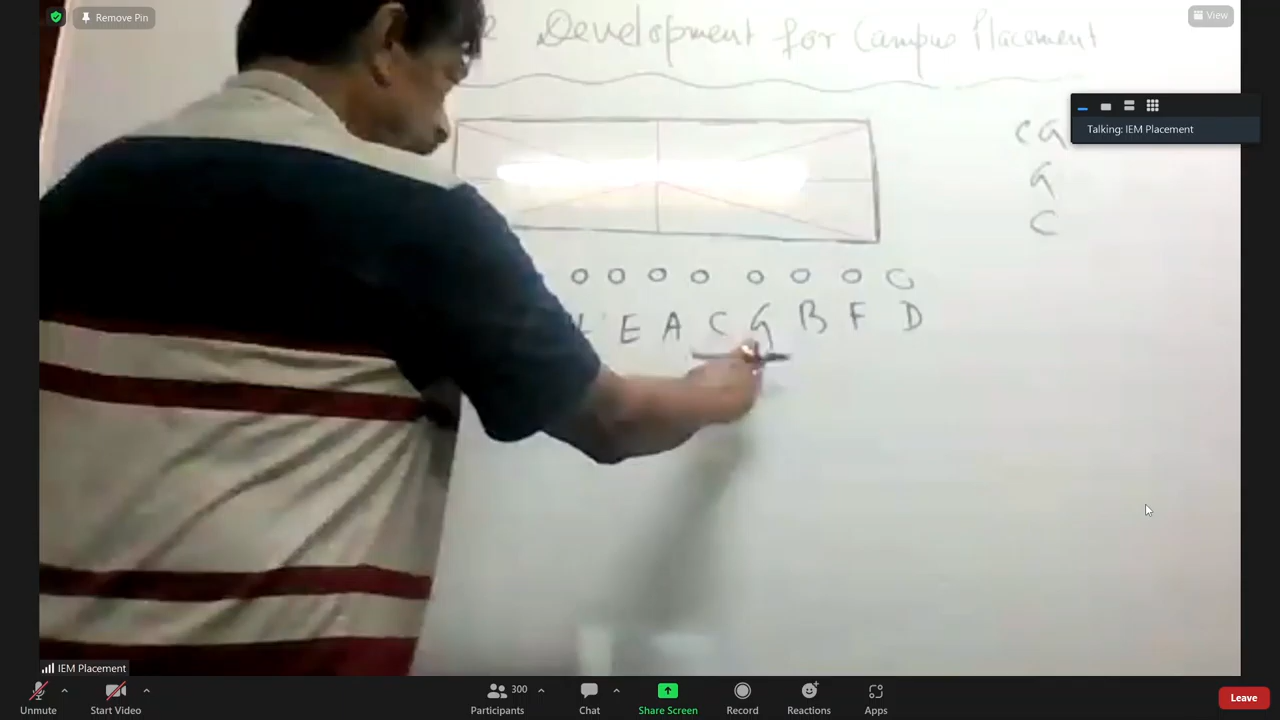 Remove Pin
View
Development for Campus Placement
Talking: IEM Placement
C G
G
C
E A C G B F D
IEM Placement
300
Unmute Start Video Participants Chat Share Screen Record Reactions Apps Leave